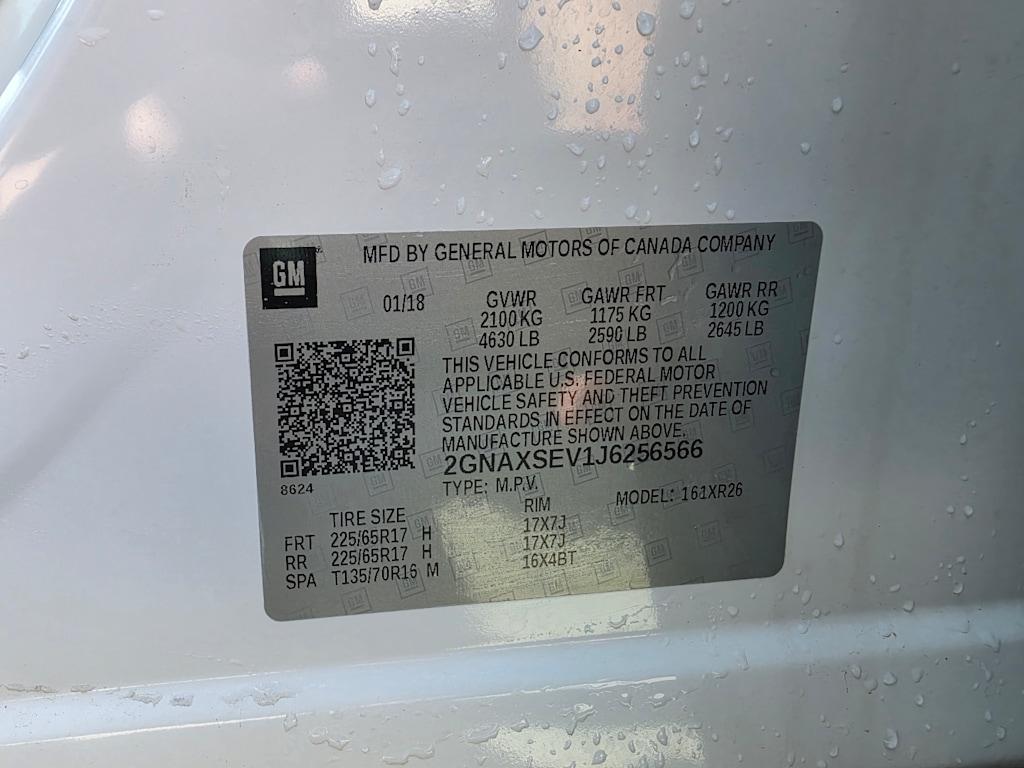 GM
MFD BY GENERAL MOTORS OF CANADA COMPANY
01/18
GVWR GAWR FRT GAWR RR
2100 KG 1175 KG 1200 KG
4630 LB 2590 LB 2645 LB
THIS VEHICLE CONFORMS TO ALL
APPLICABLE U.S. FEDERAL MOTOR
VEHICLE SAFETY AND THEFT PREVENTION
STANDARDS IN EFFECT ON THE DATE OF
MANUFACTURE SHOWN ABOVE.
2GNAXSEV1J6256566
8624
TYPE: M.P.V. MODEL: 161XR26
TIRE SIZE RIM
FRT 225/65R17 H 17X7J
RR 225/65R17 H 17X7J
SPA T135/70R16 M 16X4BT